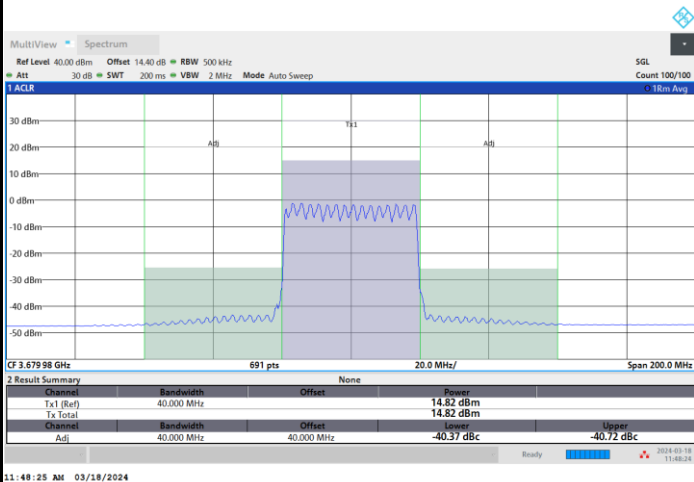 MultiView Spectrum
Ref Level 40.00 dBm Offset 14.40 dB RBW 500 kHz SGL
Att 30 dB SWT 200 ms VBW 2 MHz Mode Auto Sweep Count 100/100
1 ACLR 1Rm Avg
30 dBm
Tx1
20 dBm
Adj Adj
10 dBm
0 dBm
-10 dBm
-20 dBm
-30 dBm
-40 dBm
-50 dBm
CF 3.67998 GHz 691 pts 20.0 MHz/ Span 200.0 MHz
2 Result Summary None
Channel Bandwidth Offset Power
Tx1 (Ref) 40.000 MHz 14.82 dBm
Tx Total 14.82 dBm
Channel Bandwidth Offset Lower Upper
Adj 40.000 MHz 40.000 MHz -40.37 dBc -40.72 dBc
Ready 2024-03-18
11:48:24
11:48:25 AM 03/18/2024